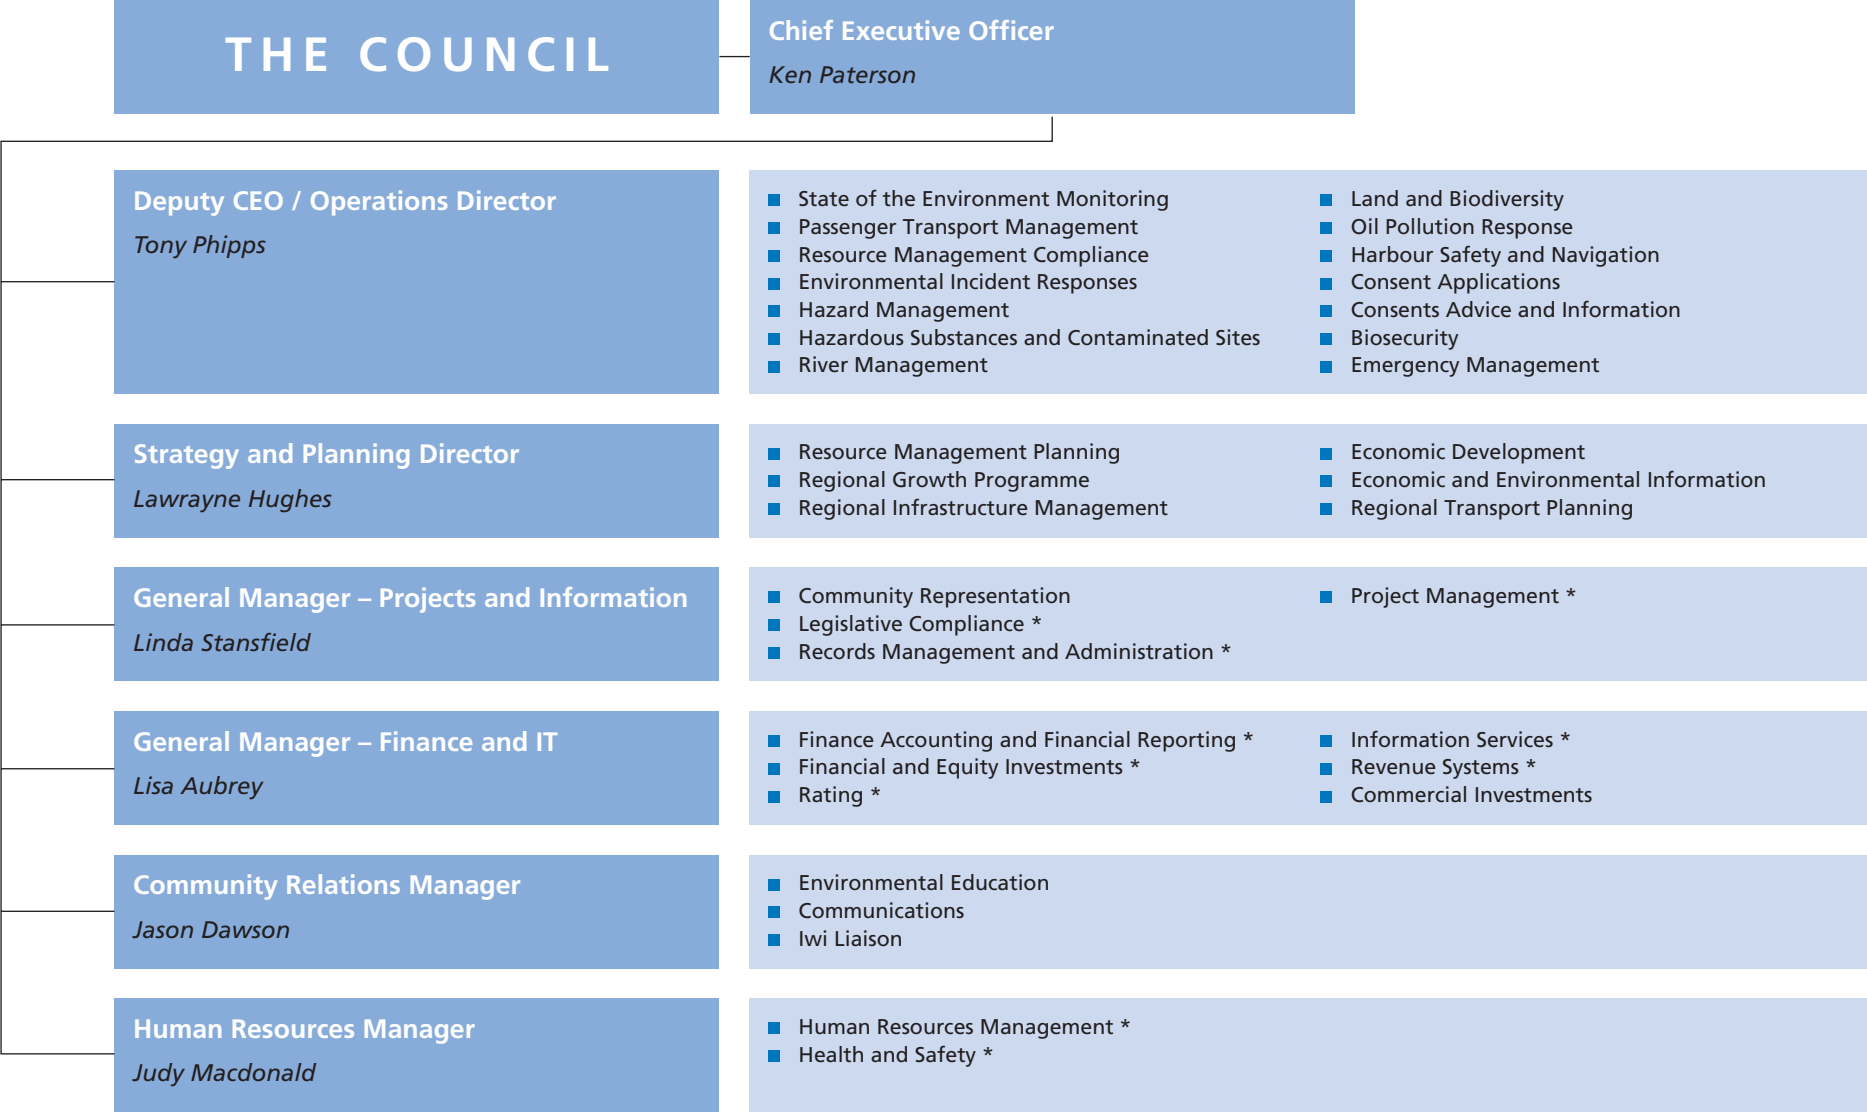 THE COUNCIL
Chief Executive Officer
Ken Paterson
Deputy CEO / Operations Director
Tony Phipps
State of the Environment Monitoring
Passenger Transport Management
Resource Management Compliance
Environmental Incident Responses
Hazard Management
Hazardous Substances and Contaminated Sites
River Management
Land and Biodiversity
Oil Pollution Response
Harbour Safety and Navigation
Consent Applications
Consents Advice and Information
Biosecurity
Emergency Management
Strategy and Planning Director
Lawrayne Hughes
Resource Management Planning
Regional Growth Programme
Regional Infrastructure Management
Economic Development
Economic and Environmental Information
Regional Transport Planning
General Manager – Projects and Information
Linda Stansfield
Community Representation
Legislative Compliance *
Records Management and Administration *
Project Management *
General Manager – Finance and IT
Lisa Aubrey
Finance Accounting and Financial Reporting *
Financial and Equity Investments *
Rating *
Information Services *
Revenue Systems *
Commercial Investments
Community Relations Manager
Jason Dawson
Environmental Education
Communications
Iwi Liaison
Human Resources Manager
Judy Macdonald
Human Resources Management *
Health and Safety *